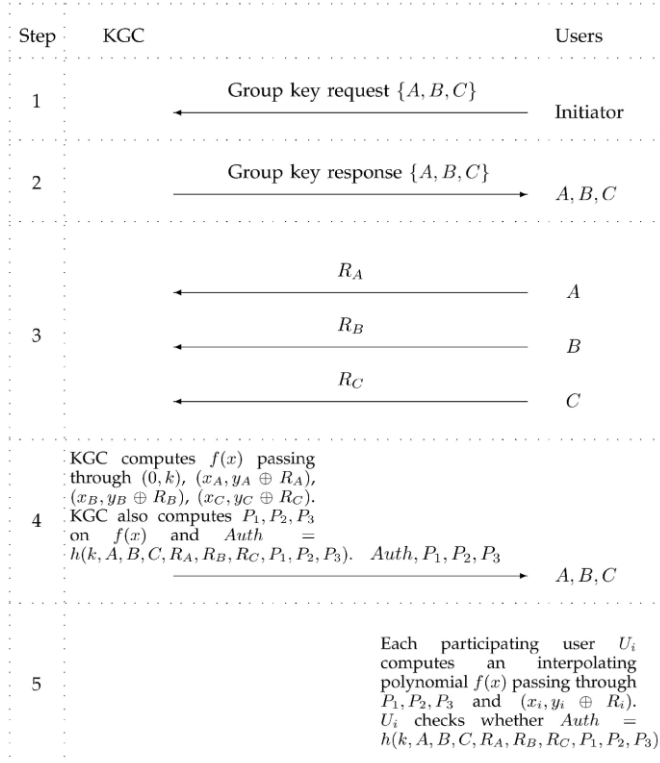 Step KGC Users
1 Group key request {A, B, C} Initiator
2 Group key response {A, B, C} A, B, C
R_A
A
R_B
3 B
R_C
C
KGC computes f(x) passing
through (0, k), (x_A, y_A ⊕ R_A),
(x_B, y_B ⊕ R_B), (x_C, y_C ⊕ R_C).
4 KGC also computes P_1, P_2, P_3
on f(x) and Auth =
h(k, A, B, C, R_A, R_B, R_C, P_1, P_2, P_3). Auth, P_1, P_2, P_3
A, B, C
Each participating user U_i
computes an interpolating
5 polynomial f(x) passing through
P_1, P_2, P_3 and (x_i, y_i ⊕ R_i).
U_i checks whether Auth =
h(k, A, B, C, R_A, R_B, R_C, P_1, P_2, P_3)